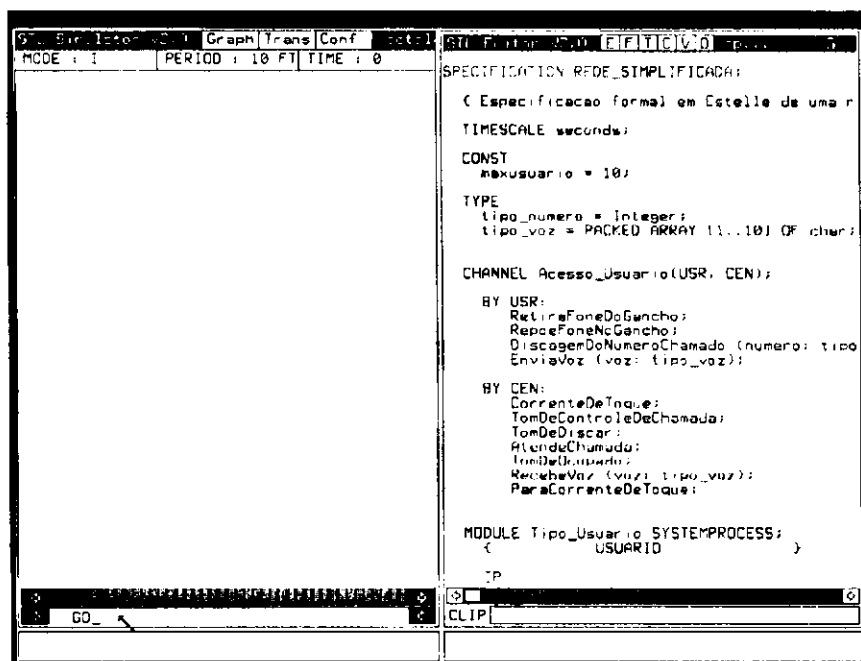 Graph Trans Conf
MODE : I PERIOD : 10 FT TIME : 0
GO_
E F T C V O
SPECIFICATION REDE_SIMPLIFICADA;
{ Especificacao formal em Estelle de uma r
TIMESCALE seconds;
CONST
maxusuario = 10;
TYPE
tipo_numero = Integer;
tipo_voz = PACKED ARRAY [1..10] OF char;
CHANNEL Acesso_Usuario(USR, CEN);
BY USR:
RetiraFoneDoGancho;
RepoeFoneNoGancho;
DiscagemDoNumeroChamado (numero: tipo
EnviaVoz (voz: tipo_voz);
BY CEN:
CorrenteDeToque;
TomDeControleDeChamada;
TomDeDiscar;
AtendeChamada;
TomDeOcupado;
RecebeVoz (voz: tipo_voz);
ParaCorrenteDeToque;
MODULE Tipo_Usuario SYSTEMPROCESS;
{ USUARIO }
IP
CLIP